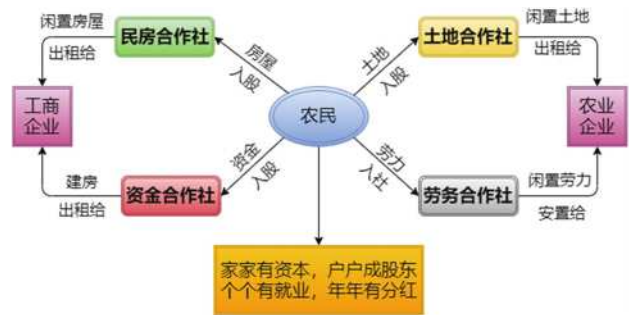 闲置房屋
出租给
民房合作社
房屋
入股
土地
入股
土地合作社
闲置土地
出租给
工商
企业
农民
农业
企业
建房
出租给
资金合作社
资金
入股
劳力
入社
劳务合作社
闲置劳力
安置给
家家有资本，户户成股东
个个有就业，年年有分红